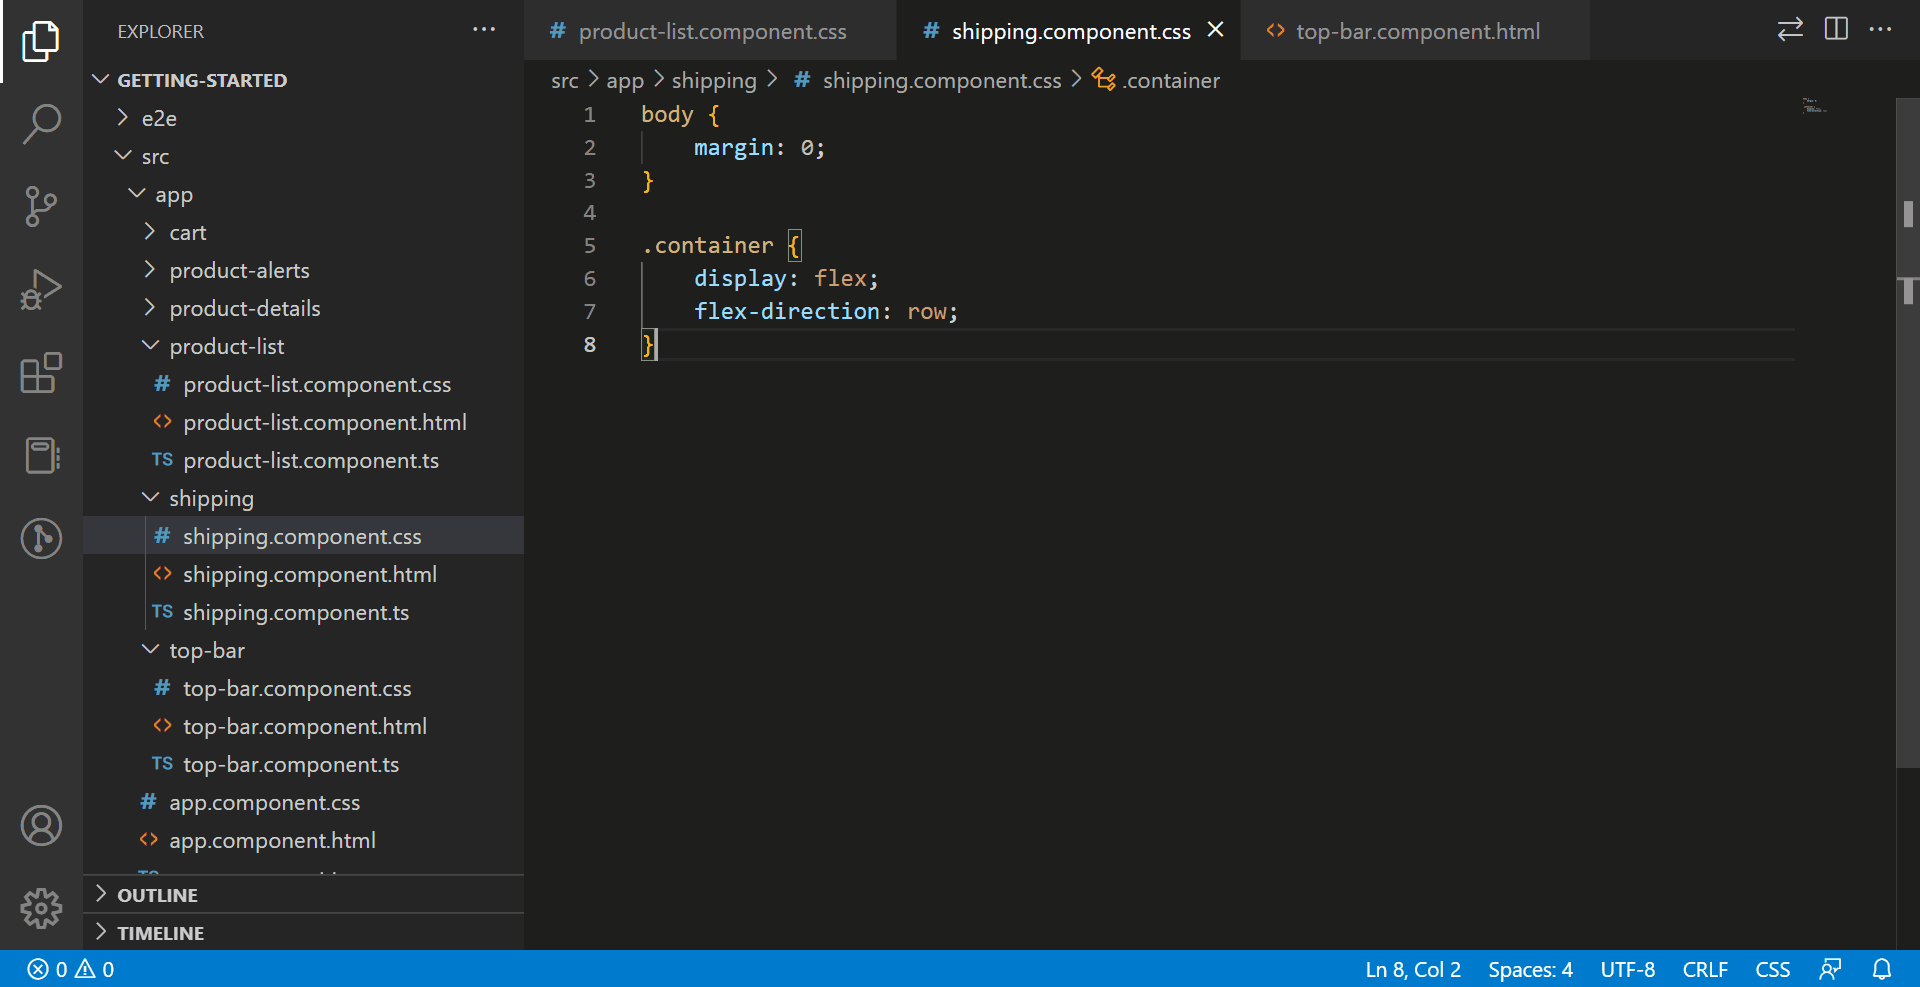 EXPLORER
GETTING-STARTED
e2e
src
app
cart
product-alerts
product-details
product-list
# product-list.component.css
<> product-list.component.html
TS product-list.component.ts
shipping
# shipping.component.css
<> shipping.component.html
TS shipping.component.ts
top-bar
# top-bar.component.css
<> top-bar.component.html
TS top-bar.component.ts
# app.component.css
<> app.component.html
OUTLINE
TIMELINE
# product-list.component.css # shipping.component.css <> top-bar.component.html
src > app > shipping > # shipping.component.css > .container
1 body {
2     margin: 0;
3 }
4
5 .container {
6     display: flex;
7     flex-direction: row;
8 }
0 0 Ln 8, Col 2 Spaces: 4 UTF-8 CRLF CSS